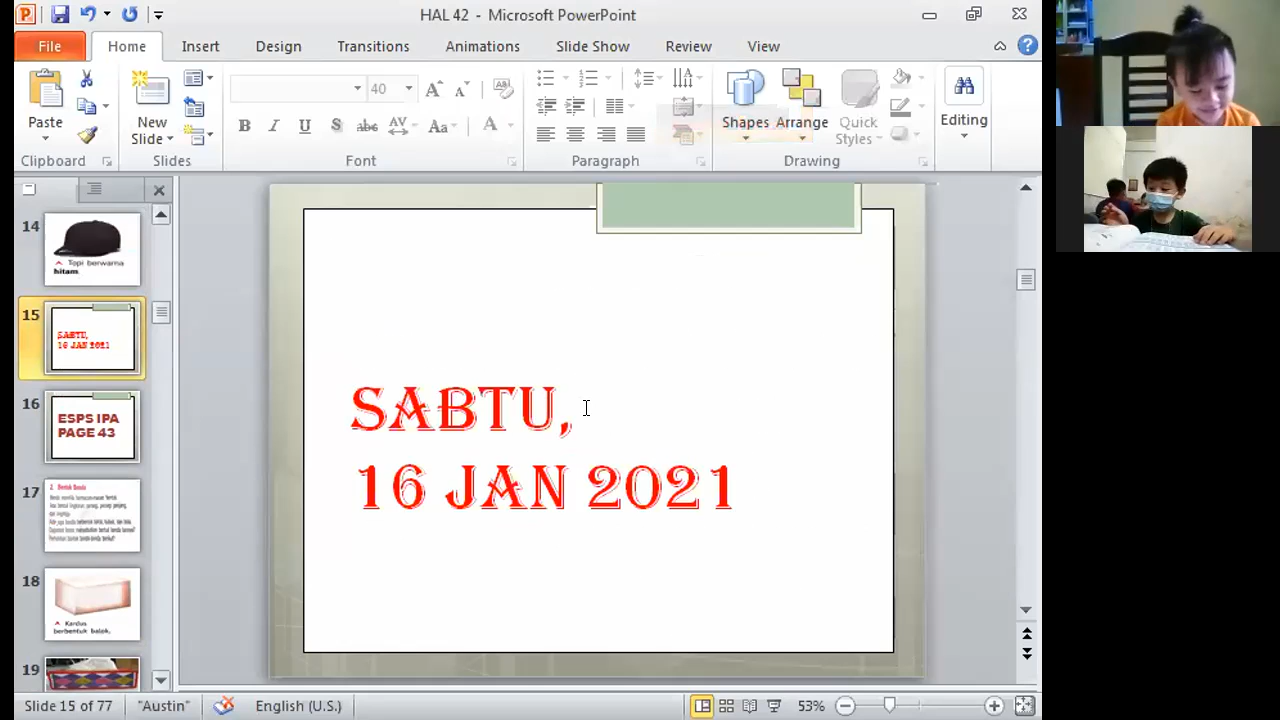 HAL 42 - Microsoft PowerPoint
File
Home
Insert
Design
Transitions
Animations
Slide Show
Review
View
Paste
New
Slide
40
B I U S abc AV Aa A
Shapes
Arrange
Quick
Styles
Editing
Clipboard
Slides
Font
Paragraph
Drawing
14
Topi berwarna
hitam.
15
SABTU,
16 JAN 2021
16
ESPS IPA
PAGE 43
17
18
Kardus
berbentuk balok.
19
SABTU,
16 JAN 2021
Slide 15 of 77
"Austin"
English (U.S.)
53%